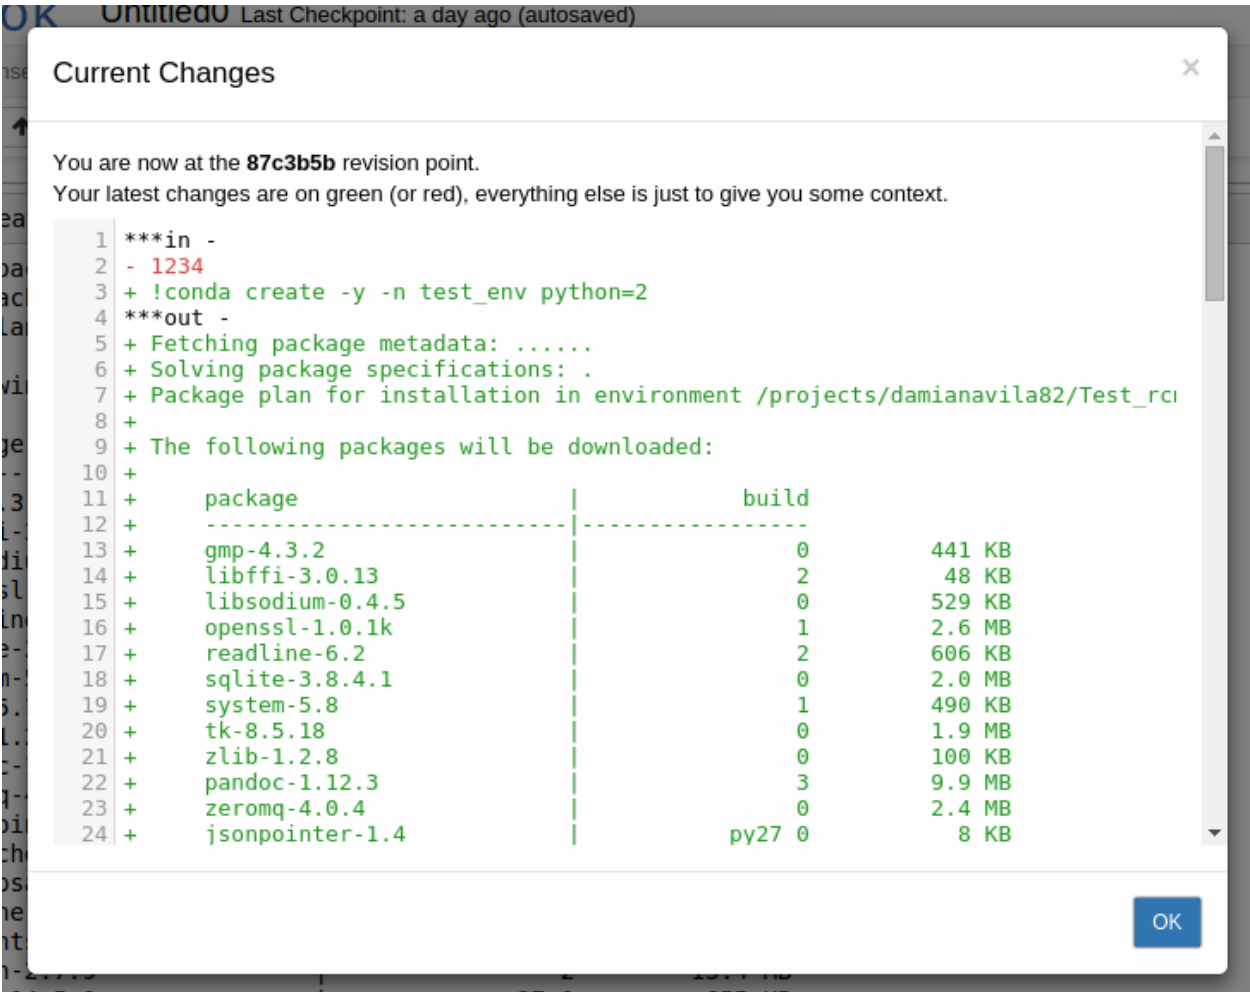 OK Untitled0 Last Checkpoint: a day ago (autosaved)
Current Changes ×
You are now at the 87c3b5b revision point.
Your latest changes are on green (or red), everything else is just to give you some context.
1 ***in -
2 - 1234
3 + !conda create -y -n test_env python=2
4 ***out -
5 + Fetching package metadata: ......
6 + Solving package specifications: .
7 + Package plan for installation in environment /projects/damianavila82/Test_rc
8 +
9 + The following packages will be downloaded:
10 +
11 + package | build
12 + ---------------------------|-----------------
13 + gmp-4.3.2 | 0 441 KB
14 + libffi-3.0.13 | 2 48 KB
15 + libsodium-0.4.5 | 0 529 KB
16 + openssl-1.0.1k | 1 2.6 MB
17 + readline-6.2 | 2 606 KB
18 + sqlite-3.8.4.1 | 0 2.0 MB
19 + system-5.8 | 1 490 KB
20 + tk-8.5.18 | 0 1.9 MB
21 + zlib-1.2.8 | 0 100 KB
22 + pandoc-1.12.3 | 3 9.9 MB
23 + zeromq-4.0.4 | 0 2.4 MB
24 + jsonpointer-1.4 | py27 0 8 KB
OK